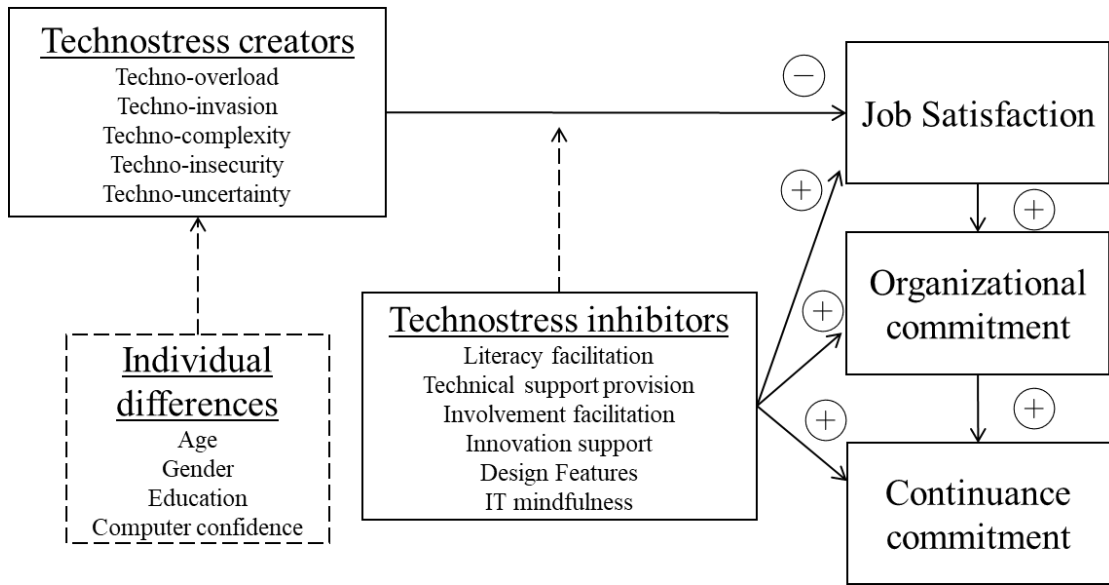 Technostress creators
Techno-overload
Techno-invasion
Techno-complexity
Techno-insecurity
Techno-uncertainty
−
Job Satisfaction
+
+
Organizational
commitment
+
+
+
Continuance
commitment
Technostress inhibitors
Literacy facilitation
Technical support provision
Involvement facilitation
Innovation support
Design Features
IT mindfulness
Individual
differences
Age
Gender
Education
Computer confidence